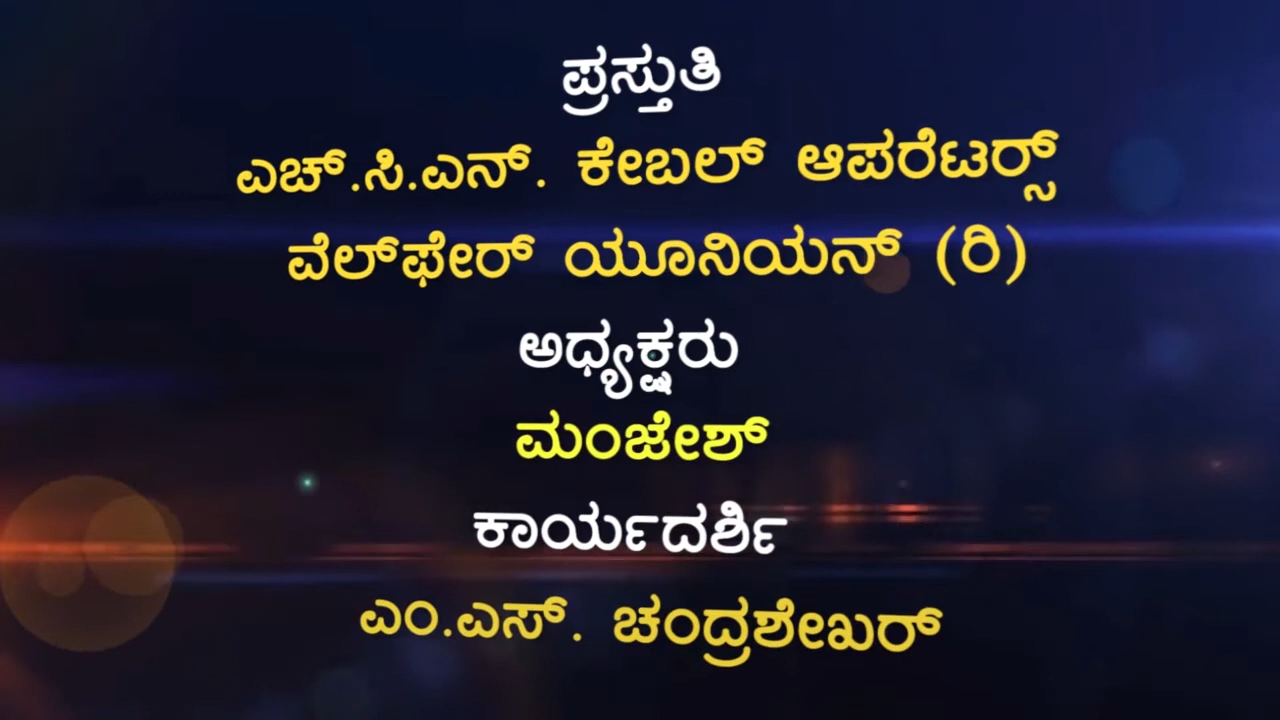 ಪ್ರಸ್ತುತಿ
ಎಚ್.ಸಿ.ಎನ್. ಕೇಬಲ್ ಆಪರೆಟರ‍್ಸ್
ವೆಲ್‌ಫೇರ್ ಯೂನಿಯನ್ (ರಿ)
ಅಧ್ಯಕ್ಷರು
ಮಂಜೇಶ್
ಕಾರ್ಯದರ್ಶಿ
ಎಂ.ಎಸ್. ಚಂದ್ರಶೇಖರ್